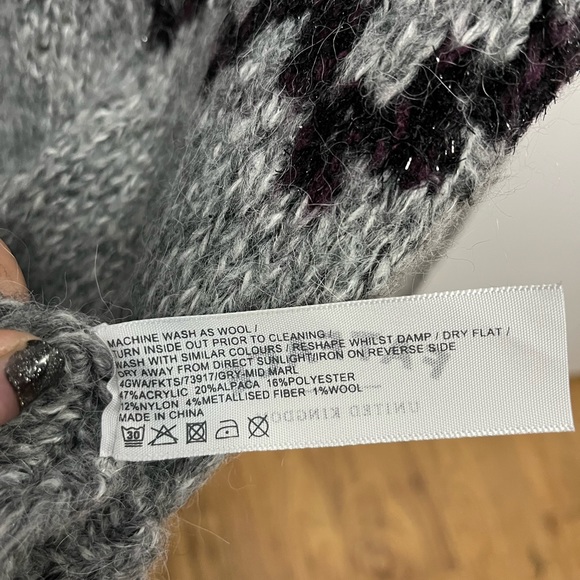 MACHINE WASH AS WOOL /
TURN INSIDE OUT PRIOR TO CLEANING /
WASH WITH SIMILAR COLOURS / RESHAPE WHILST DAMP / DRY FLAT /
DRY AWAY FROM DIRECT SUNLIGHT/IRON ON REVERSE SIDE
4GWA/FKTS/73917/GRY-MID MARL
47%ACRYLIC 20%ALPACA 16%POLYESTER
12%NYLON 4%METALLISED FIBER 1%WOOL
MADE IN CHINA
30